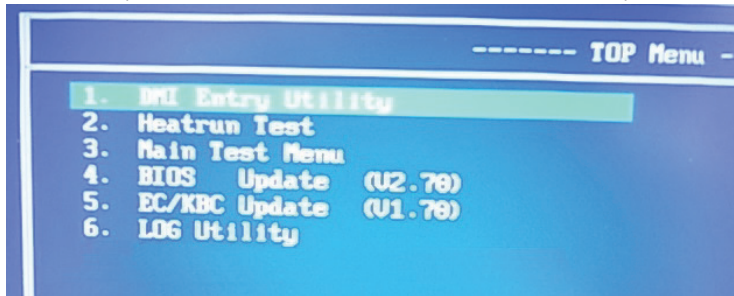 ------- TOP Menu -
1. DMI Entry Utility
2. Heatrun Test
3. Main Test Menu
4. BIOS Update (V2.70)
5. EC/KBC Update (V1.70)
6. LOG Utility